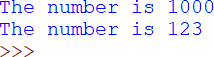 The number is 1000
The number is 123
>>>